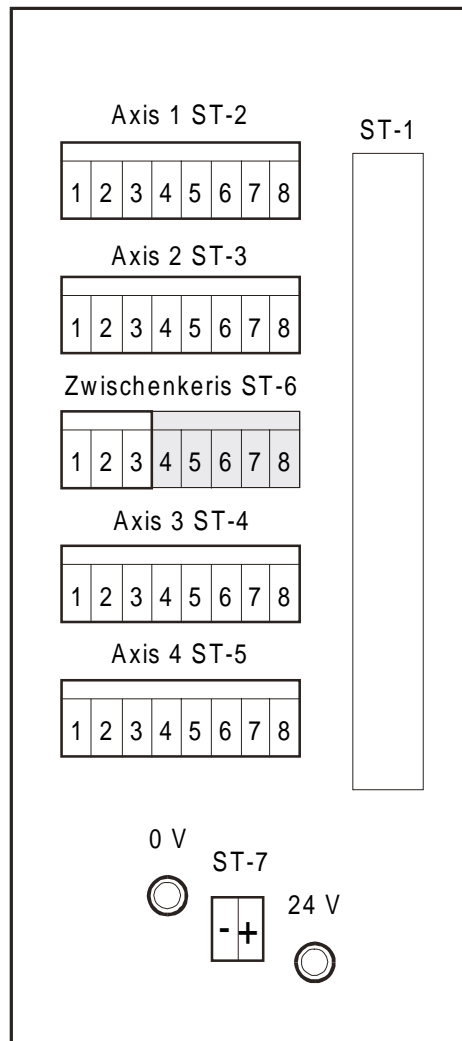 Axis 1 ST-2
ST-1
1 2 3 4 5 6 7 8
Axis 2 ST-3
1 2 3 4 5 6 7 8
Zwischenkeris ST-6
1 2 3 4 5 6 7 8
Axis 3 ST-4
1 2 3 4 5 6 7 8
Axis 4 ST-5
1 2 3 4 5 6 7 8
0 V
ST-7
24 V
- +